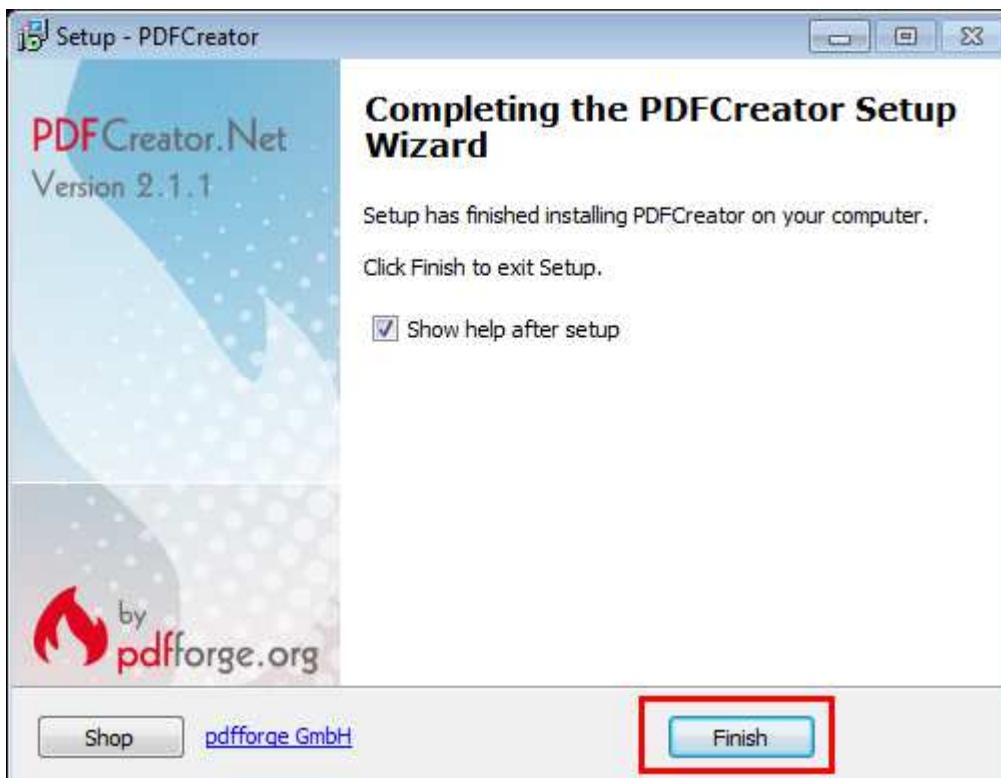 Setup - PDFCreator
PDFCreator.Net
Version 2.1.1
Completing the PDFCreator Setup
Wizard
Setup has finished installing PDFCreator on your computer.
Click Finish to exit Setup.
Show help after setup
by
pdfforge.org
Shop
pdfforge GmbH
Finish